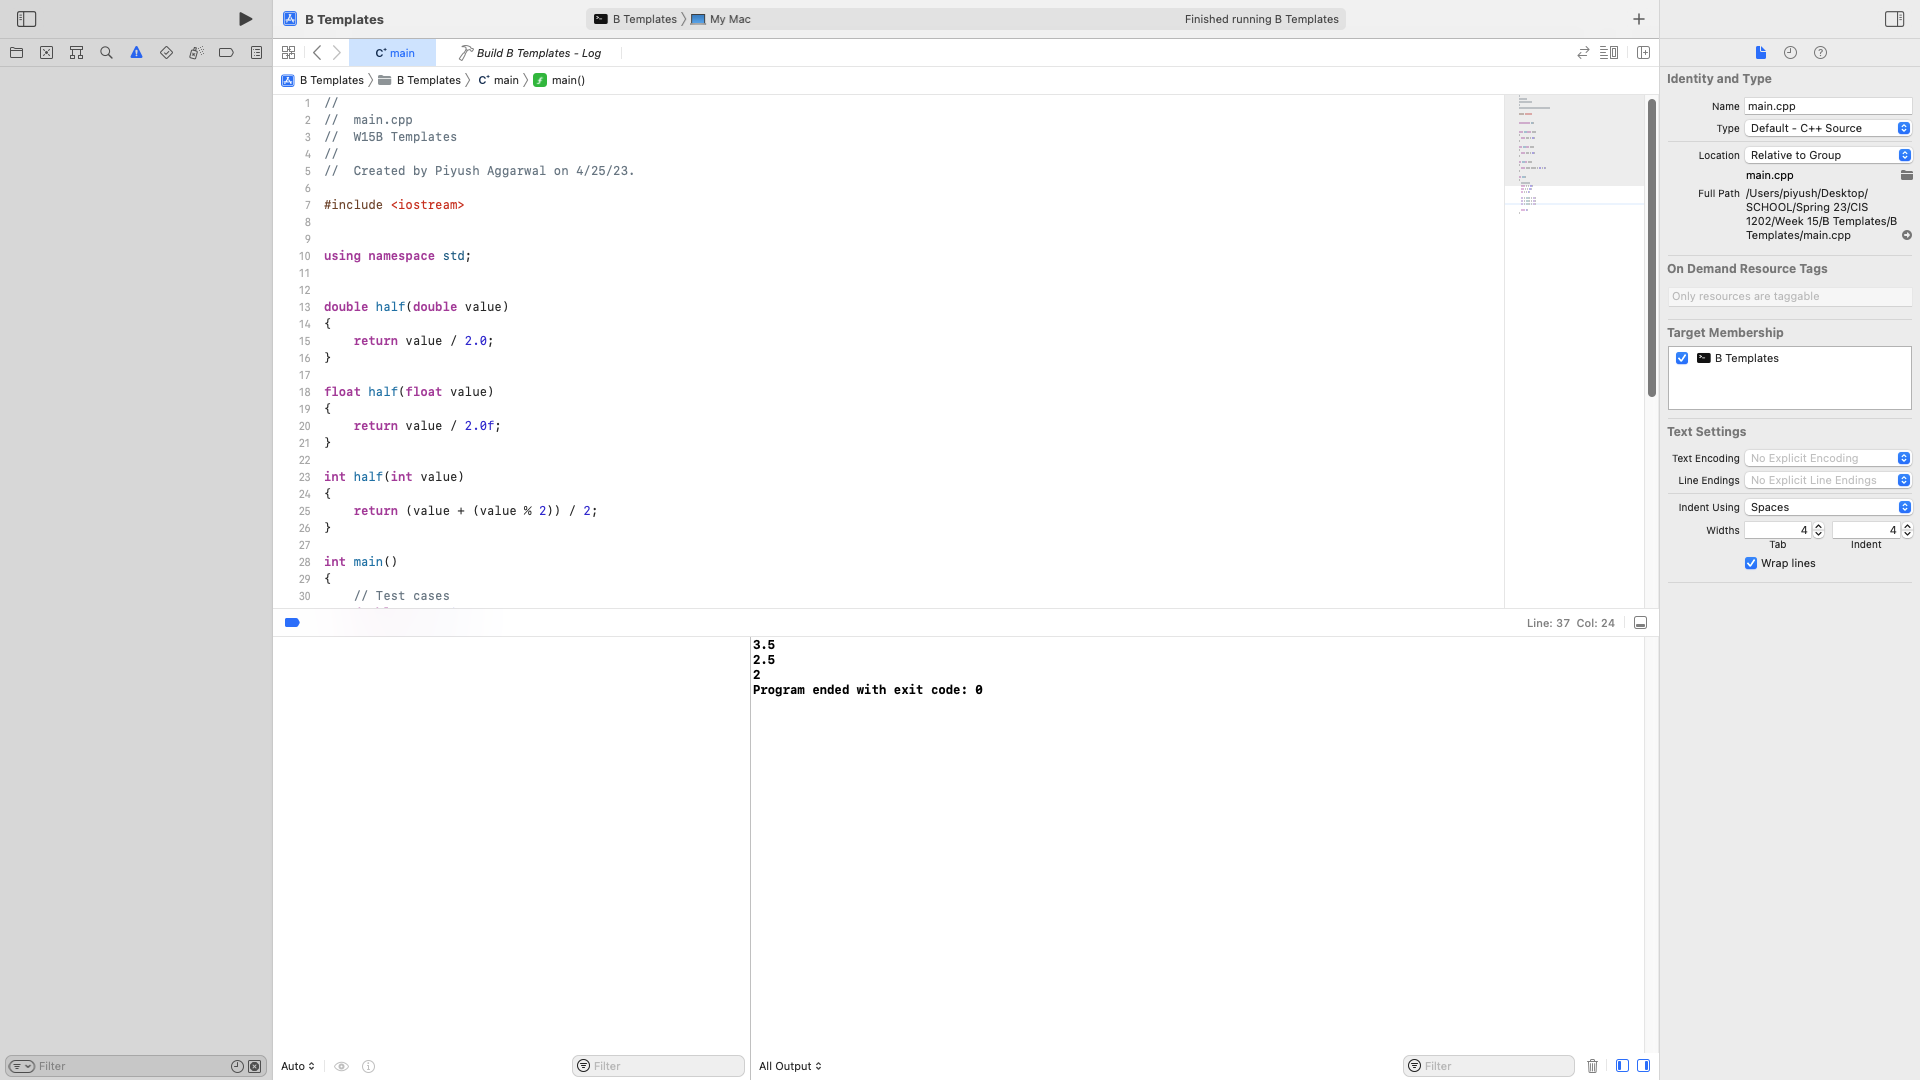 B Templates
B Templates 〉 My Mac
Finished running B Templates
main
Build B Templates - Log
B Templates 〉 B Templates 〉 main 〉 main()
1 //
2 //  main.cpp
3 //  W15B Templates
4 //
5 //  Created by Piyush Aggarwal on 4/25/23.
6
7 #include <iostream>
8
9
10 using namespace std;
11
12
13 double half(double value)
14 {
15     return value / 2.0;
16 }
17
18 float half(float value)
19 {
20     return value / 2.0f;
21 }
22
23 int half(int value)
24 {
25     return (value + (value % 2)) / 2;
26 }
27
28 int main()
29 {
30     // Test cases
Line: 37  Col: 24
3.5
2.5
2
Program ended with exit code: 0
Filter
Auto
Filter
All Output
Filter
Identity and Type
Name main.cpp
Type Default - C++ Source
Location Relative to Group
main.cpp
Full Path /Users/piyush/Desktop/
SCHOOL/Spring 23/CIS
1202/Week 15/B Templates/B
Templates/main.cpp
On Demand Resource Tags
Only resources are taggable
Target Membership
B Templates
Text Settings
Text Encoding No Explicit Encoding
Line Endings No Explicit Line Endings
Indent Using Spaces
Widths 4 4
Tab Indent
Wrap lines